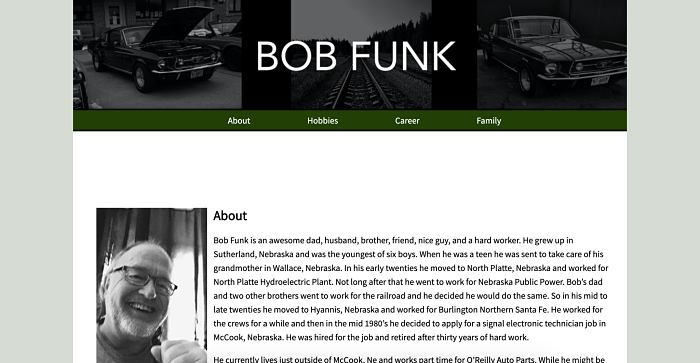 BOB FUNK
About
Hobbies
Career
Family
About
Bob Funk is an awesome dad, husband, brother, friend, nice guy, and a hard worker. He grew up in
Sutherland, Nebraska and was the youngest of six boys. When he was a teen he was sent to take care of his
grandmother in Wallace, Nebraska. In his early twenties he moved to North Platte, Nebraska and worked for
North Platte Hydroelectric Plant. Not long after that he went to work for Nebraska Public Power. Bob's dad
and two other brothers went to work for the railroad and he decided he would do the same. So in his mid to
late twenties he moved to Hyannis, Nebraska and worked for Burlington Northern Santa Fe. He worked for
the crews for a while and then in the mid 1980's he decided to apply for a signal electronic technician job in
McCook, Nebraska. He was hired for the job and retired after thirty years of hard work.
He currently lives just outside of McCook, Ne and works part time for O'Reilly Auto Parts. While he might be